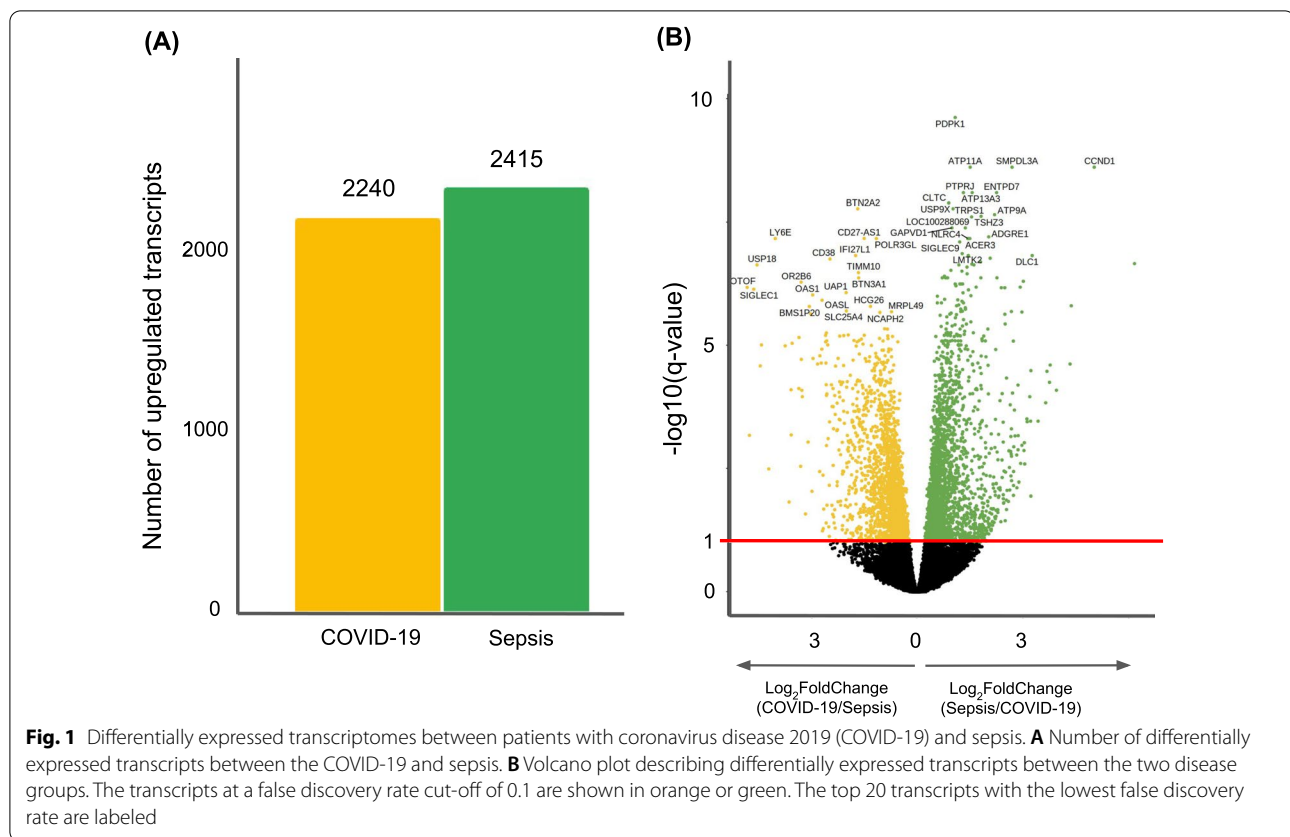 (A)
Number of upregulated transcripts
2000
1000
0
2240
2415
COVID-19
Sepsis
(B)
-log10(q-value)
10
5
1
0
PDPK1
ATP11A
SMPDL3A
CCND1
PTPRJ
ENTPD7
CLTC
ATP13A3
BTN2A2
USP9X
TRPS1
ATP9A
LOC100288069
TSHZ3
LY6E
CD27-AS1
GAPVD1
NLRC4
ADGRE1
POLR3GL
SIGLEC9
ACER3
CD38
IFI27L1
USP18
LMTK2
DLC1
TIMM10
OR2B6
BTN3A1
OTOF
SIGLEC1
OAS1
UAP1
OASL
HCG26
MRPL49
BMS1P20
SLC25A4
NCAPH2
3
0
3
Log2FoldChange
(COVID-19/Sepsis)
Log2FoldChange
(Sepsis/COVID-19)
Fig. 1 Differentially expressed transcriptomes between patients with coronavirus disease 2019 (COVID-19) and sepsis. A Number of differentially
expressed transcripts between the COVID-19 and sepsis. B Volcano plot describing differentially expressed transcripts between the two disease
groups. The transcripts at a false discovery rate cut-off of 0.1 are shown in orange or green. The top 20 transcripts with the lowest false discovery
rate are labeled